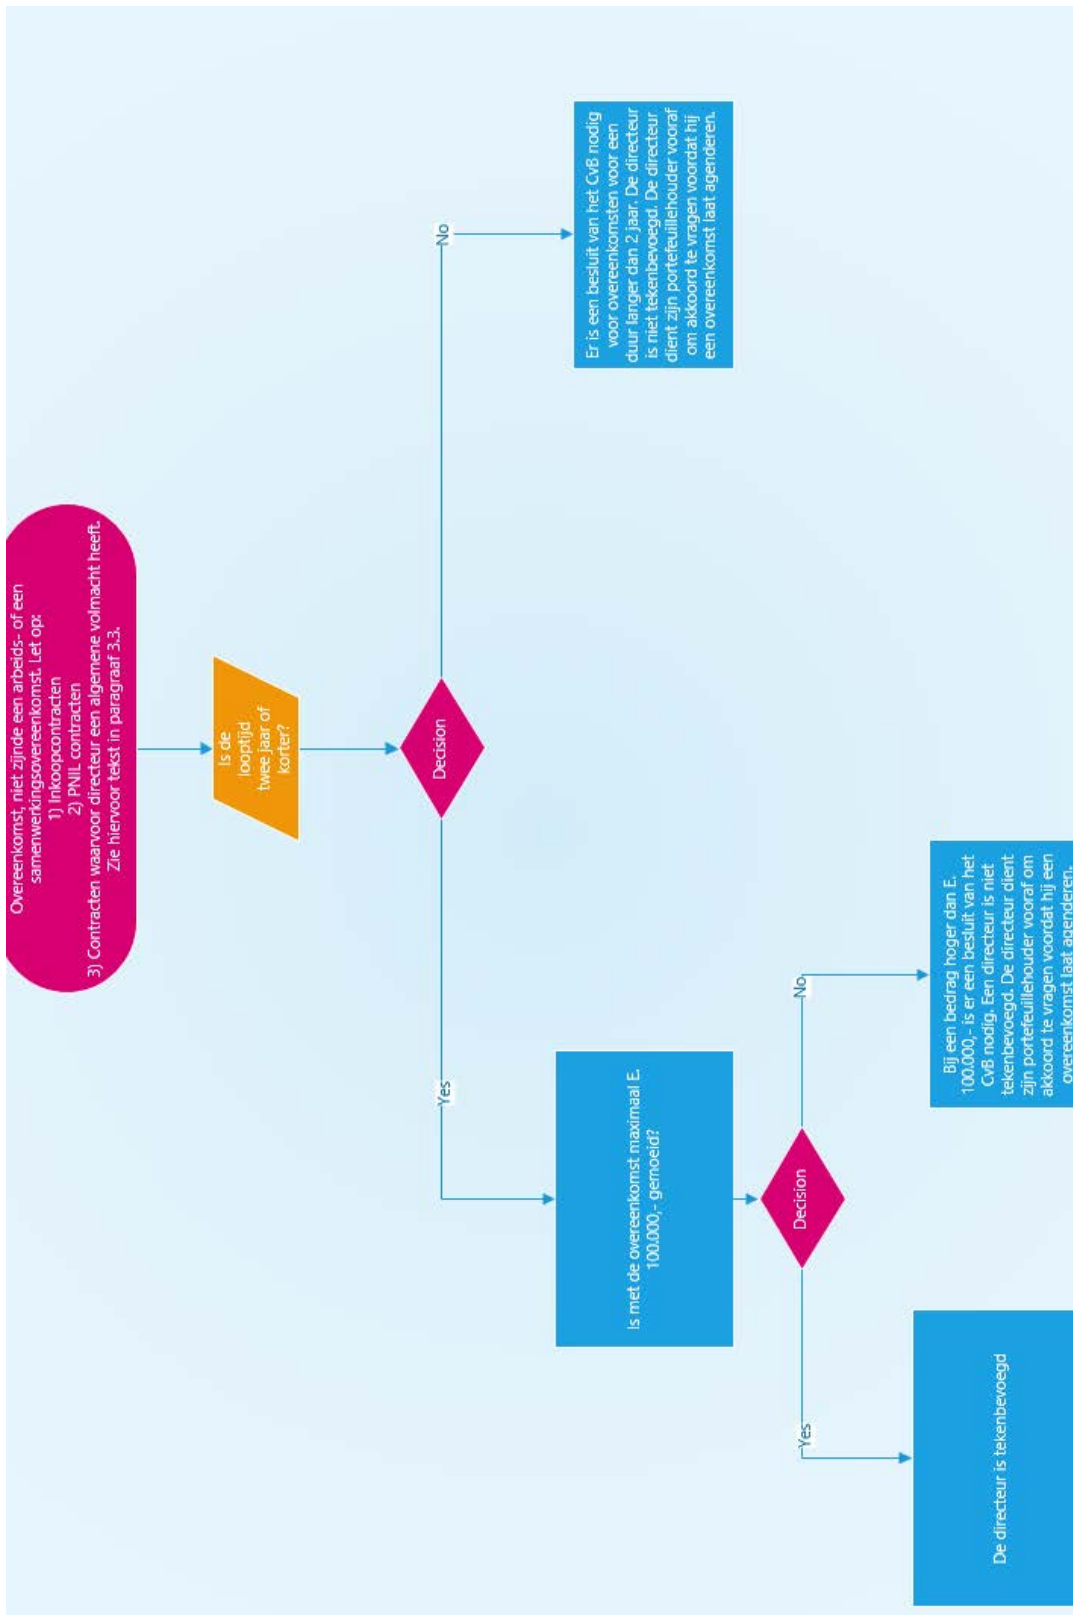 Overeenkomst, niet zijnde een arbeids- of een
samenwerkingsovereenkomst. Let op:
1) Inkoopcontracten
2) PNIL contracten
3) Contracten waarvoor directeur een algemene volmacht heeft.
Zie hiervoor tekst in paragraaf 3.3.
Is de
looptijd
twee jaar of
korter?
Decision
Yes
No
Er is een besluit van het CvB nodig
voor overeenkomsten voor een
duur langer dan 2 jaar. De directeur
is niet tekenbevoegd. De directeur
dient zijn portefeuillehouder vooraf
om akkoord te vragen voordat hij
een overeenkomst laat agenderen.
Is met de overeenkomst maximaal E.
100.000,- gemoeid?
Decision
Yes
No
De directeur is tekenbevoegd
Bij een bedrag hoger dan E.
100.000,- is er een besluit van het
CvB nodig. Een directeur is niet
tekenbevoegd. De directeur dient
zijn portefeuillehouder vooraf om
akkoord te vragen voordat hij een
overeenkomst laat agenderen.